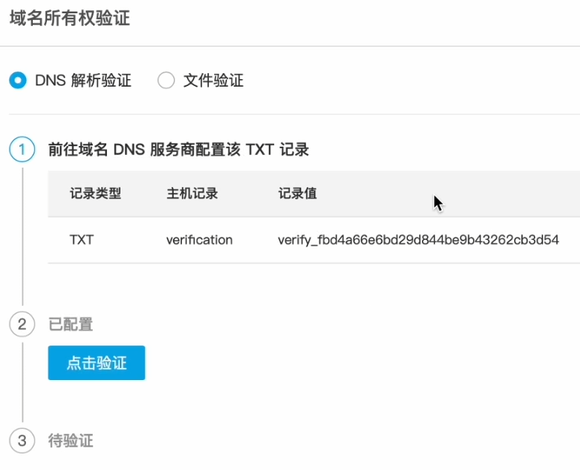 域名所有权验证
DNS 解析验证 文件验证
1 前往域名 DNS 服务商配置该 TXT 记录
记录类型 主机记录 记录值
TXT verification verify_fbd4a66e6bd29d844be9b43262cb3d54
2 已配置
点击验证
3 待验证